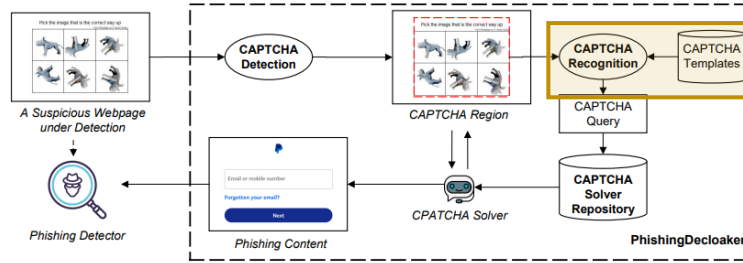 Pick the image that is the correct way up
Pick the image that is the correct way up
A Suspicious Webpage
under Detection
CAPTCHA
Detection
CAPTCHA Region
CAPTCHA
Recognition
CAPTCHA
Templates
CAPTCHA
Query
CAPTCHA
Solver
Repository
CPATCHA Solver
Email or mobile number
Forgotten your email?
Next
Phishing Content
Phishing Detector
PhishingDecloaker